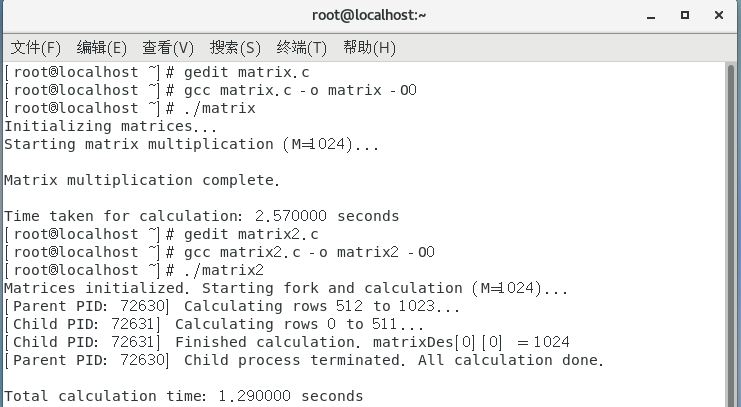 root@localhost:~
文件(F) 编辑(E) 查看(V) 搜索(S) 终端(T) 帮助(H)
[root@localhost ~]# gedit matrix.c
[root@localhost ~]# gcc matrix.c -o matrix -O0
[root@localhost ~]# ./matrix
Initializing matrices...
Starting matrix multiplication (M=1024)...
Matrix multiplication complete.
Time taken for calculation: 2.570000 seconds
[root@localhost ~]# gedit matrix2.c
[root@localhost ~]# gcc matrix2.c -o matrix2 -O0
[root@localhost ~]# ./matrix2
Matrices initialized. Starting fork and calculation (M=1024)...
[Parent PID: 72630] Calculating rows 512 to 1023...
[Child PID: 72631] Calculating rows 0 to 511...
[Child PID: 72631] Finished calculation. matrixDes[0][0] = 1024
[Parent PID: 72630] Child process terminated. All calculation done.
Total calculation time: 1.290000 seconds